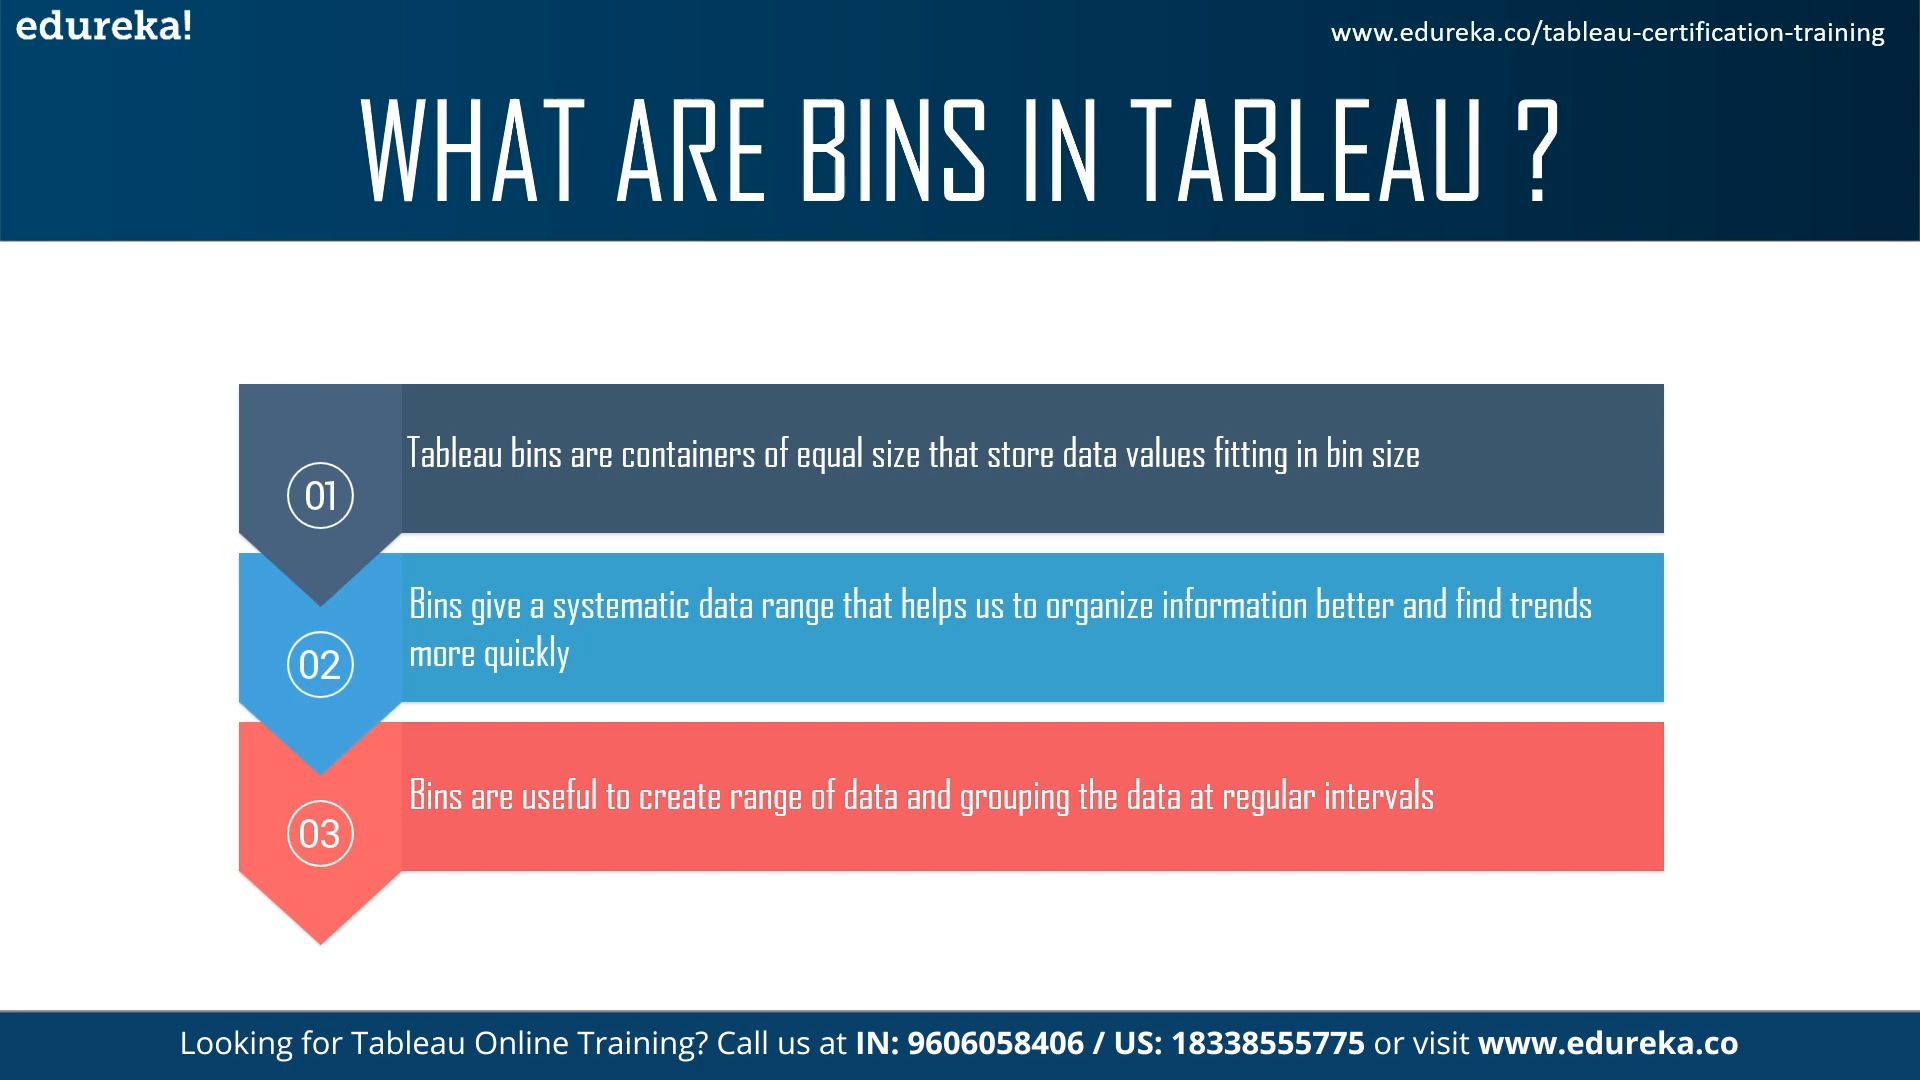 edureka!
www.edureka.co/tableau-certification-training
WHAT ARE BINS IN TABLEAU ?
01
Tableau bins are containers of equal size that store data values fitting in bin size
02
Bins give a systematic data range that helps us to organize information better and find trends
more quickly
03
Bins are useful to create range of data and grouping the data at regular intervals
Looking for Tableau Online Training? Call us at IN: 9606058406 / US: 18338555775 or visit www.edureka.co